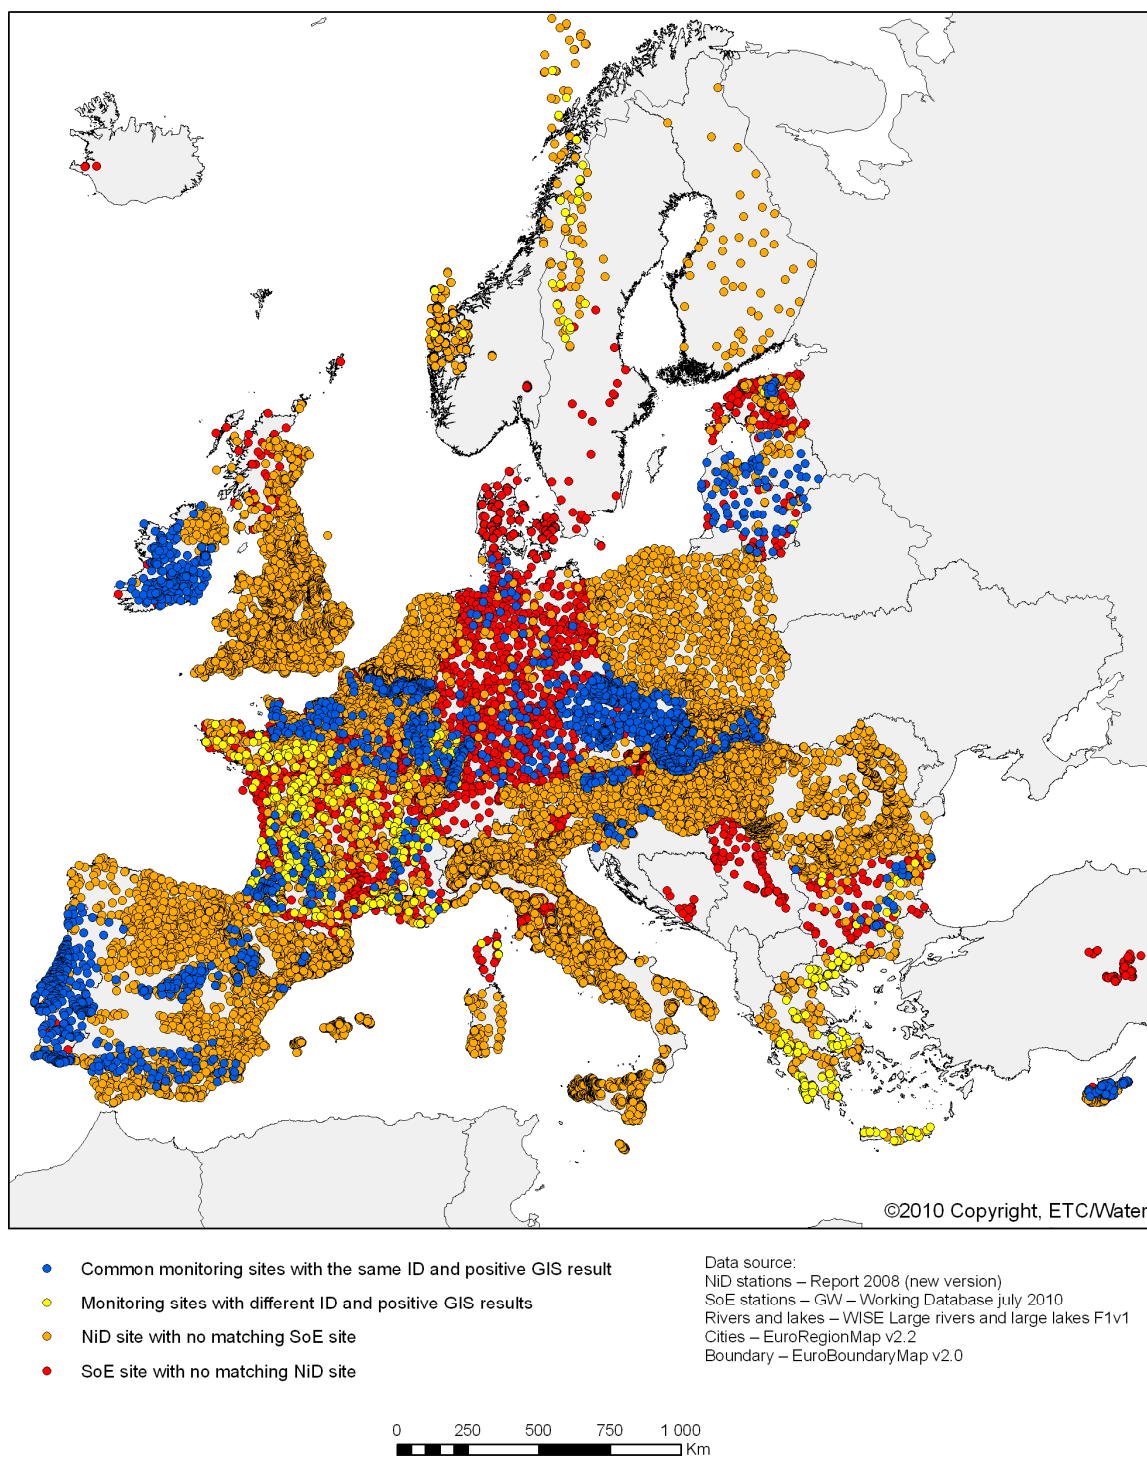 ©2010 Copyright, ETC/Water
Common monitoring sites with the same ID and positive GIS result
Monitoring sites with different ID and positive GIS results
NiD site with no matching SoE site
SoE site with no matching NiD site
Data source:
NiD stations – Report 2008 (new version)
SoE stations – GW – Working Database july 2010
Rivers and lakes – WISE Large rivers and large lakes F1v1
Cities – EuroRegionMap v2.2
Boundary – EuroBoundaryMap v2.0
0 250 500 750 1 000
Km